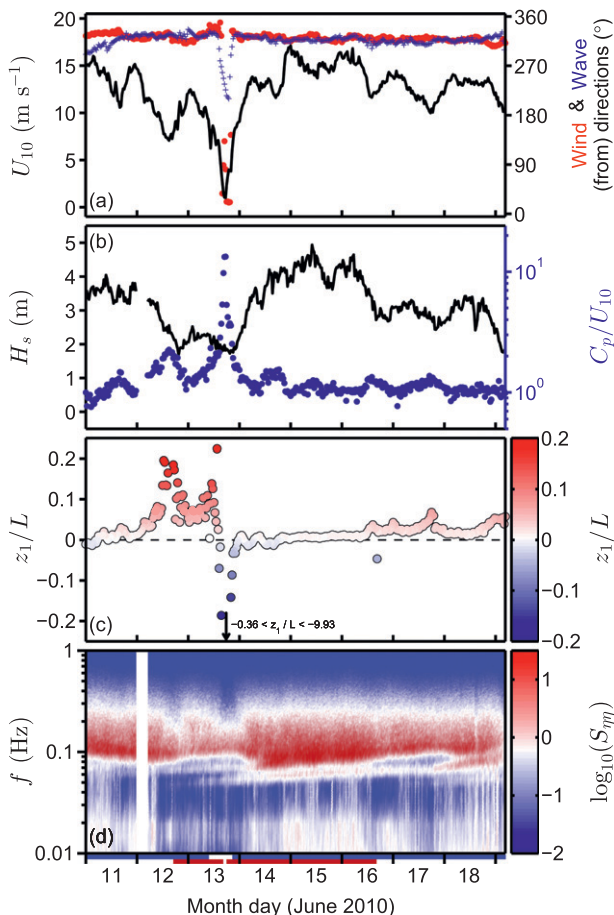 20
15
10
5
0
U₁₀ (m s⁻¹)
360
270
180
90
0
Wind & Wave
(from) directions (°)
(a)
(b)
5
4
3
2
1
0
Hₛ (m)
10¹
10⁰
Cₚ/U₁₀
0.2
0.1
0
−0.1
−0.2
z₁/L
(c)
−0.36 < z₁ / L < −9.93
0.2
0.1
0
−0.1
−0.2
z₁/L
1
0.1
0.01
f (Hz)
(d)
1
0
−1
−2
log₁₀(Sηη)
11 12 13 14 15 16 17 18
Month day (June 2010)